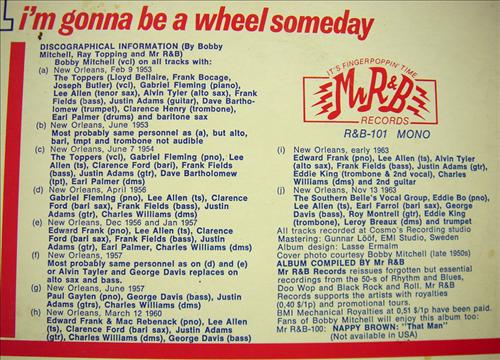 i'm gonna be a wheel someday
DISCOGRAPHICAL INFORMATION (By Bobby
Mitchell, Ray Topping and Mr R&B)
Bobby Mitchell (vcl) on all tracks with:
(a) New Orleans, Feb 9 1953
The Toppers (Lloyd Bellaire, Frank Bocage,
Joseph Butler) (vcl), Gabriel Fleming (piano),
Lee Allen (tenor sax), Alvin Tyler (alto sax), Frank
Fields (bass), Justin Adams (guitar), Dave Bartho-
lomew (trumpet), Clarence Henry (trombone),
Earl Palmer (drums) and baritone sax
(b) New Orleans, June 1953
Most probably same personnel as (a), but alto,
barl, tmpt and trombone not audible
(c) New Orleans, June 7 1954
The Toppers (vcl), Gabriel Fleming (pno), Lee
Allen (ts), Clarence Ford (barl), Frank Fields
(bass), Justin Adams (gtr), Dave Bartholomew
(tpt), Earl Palmer (dms)
(d) New Orleans, April 1956
Gabriel Fleming (pno), Lee Allen (ts), Clarence
Ford (barl sax), Frank Fields (bass), Justin
Adams (gtr), Charles Williams (dms)
(e) New Orleans, Dec 1956 and Jan 1957
Edward Frank (pno), Lee Allen (ts), Clarence
Ford (barl sax), Frank Fields (bass), Justin
Adams (gtr), Earl Palmer, Charles Williams (dms)
(f) New Orleans, 1957
Most probably same personnel as on (d) and (e)
or Alvin Tayler and George Davis replaces on
alto sax and bass.
(g) New Orleans, June 1957
Paul Gayten (pno), George Davis (bass), Justin
Adams (gtrs), Charles Williams (dms)
(h) New Orleans, March 12 1960
Edward Frank & Mac Rebenack (pno), Lee Allen
(ts), Clarence Ford (barl sax), Justin Adams
(gtr), Charles Williams (dms), George Davis (bass)
IT'S FINGERPOPPIN' TIME
Mr R&B
RECORDS
R&B-101 MONO
(i) New Orleans, early 1963
Edward Frank (pno), Lee Allen (ts), Alvin Tyler
(alto sax), Frank Fields (bass), Justin Adams (gtr),
Eddie King (trombone & 2nd vocal), Charles
Williams (dms) and 2nd guitar
(j) New Orleans, Nov 13 1963
The Southern Belle's Vocal Group, Edie Bo (pno),
Lee Allen (ts), Earl Farrol (barl sax), George
Davis (bass), Roy Montrell (gtr), Eddie King
(trombone), Leroy Breaux (dms) and trumpet
All tracks recorded at Cosmo's Recording studio
Mastering: Gunnar Lööf, EMI Studio, Sweden
Album design: Lasse Ermalm
Cover photo courtesy Bobby Mitchell (late 1950s)
ALBUM COMPILED BY Mr R&B
Mr R&B Records reissues forgotten but essential
recordings from the 50-s of Rhythm and Blues,
Doo Wop and Black Rock and Roll. Mr R&B
Records supports the artists with royalties
(0,40 $/1p) and promotional tours.
BMI Mechanical Royalties at 0,51 $/1p have been paid.
Fans of Bobby Mitchell will enjoy this album too:
Mr R&B-100: NAPPY BROWN: "That Man"
(Not available in USA)